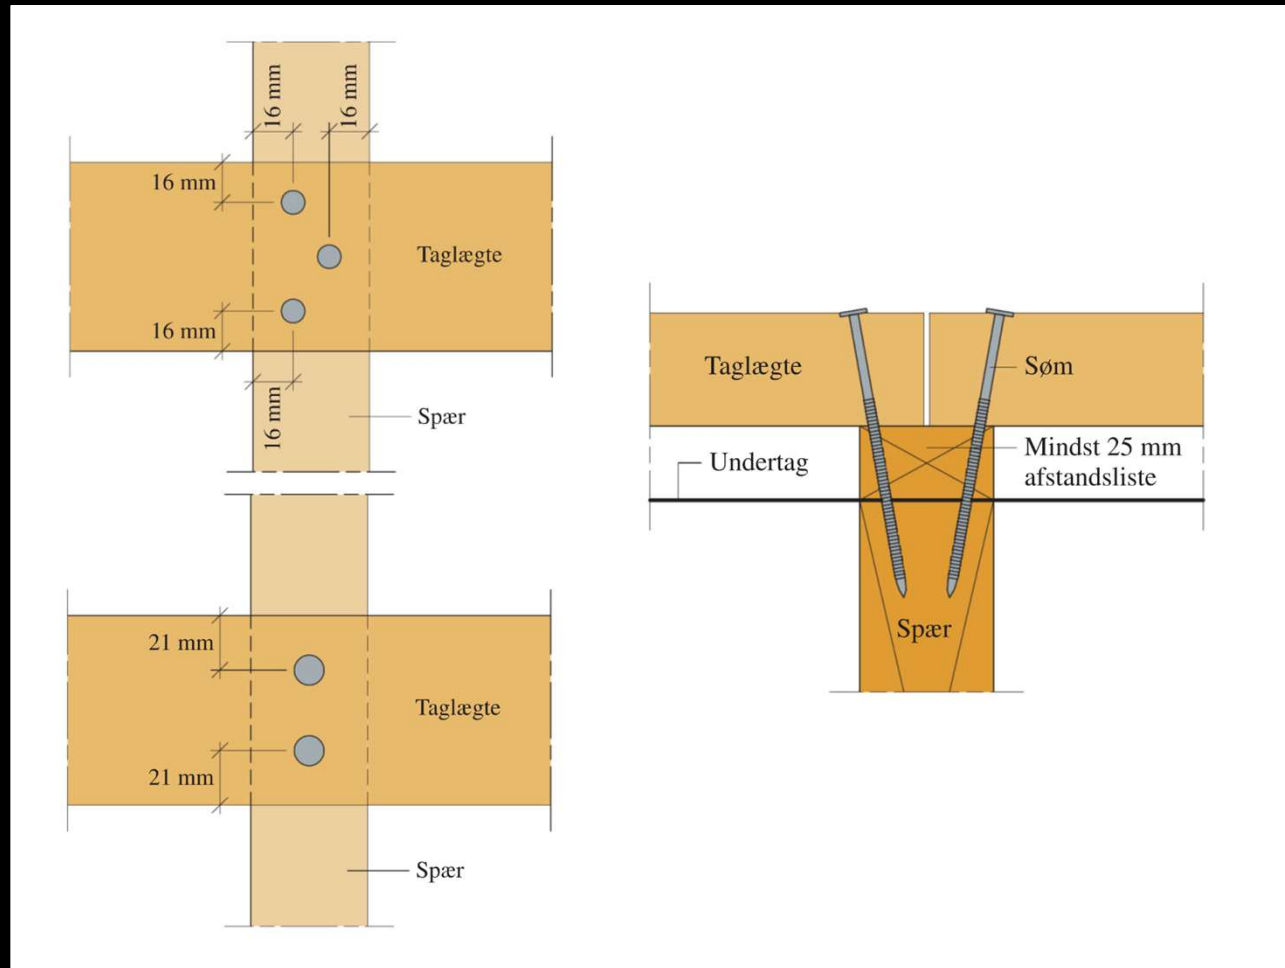 16 mm
16 mm
16 mm
Taglægte
16 mm
16 mm
Spær
21 mm
Taglægte
21 mm
Spær
Taglægte
Søm
Undertag
Mindst 25 mm
afstandsliste
Spær